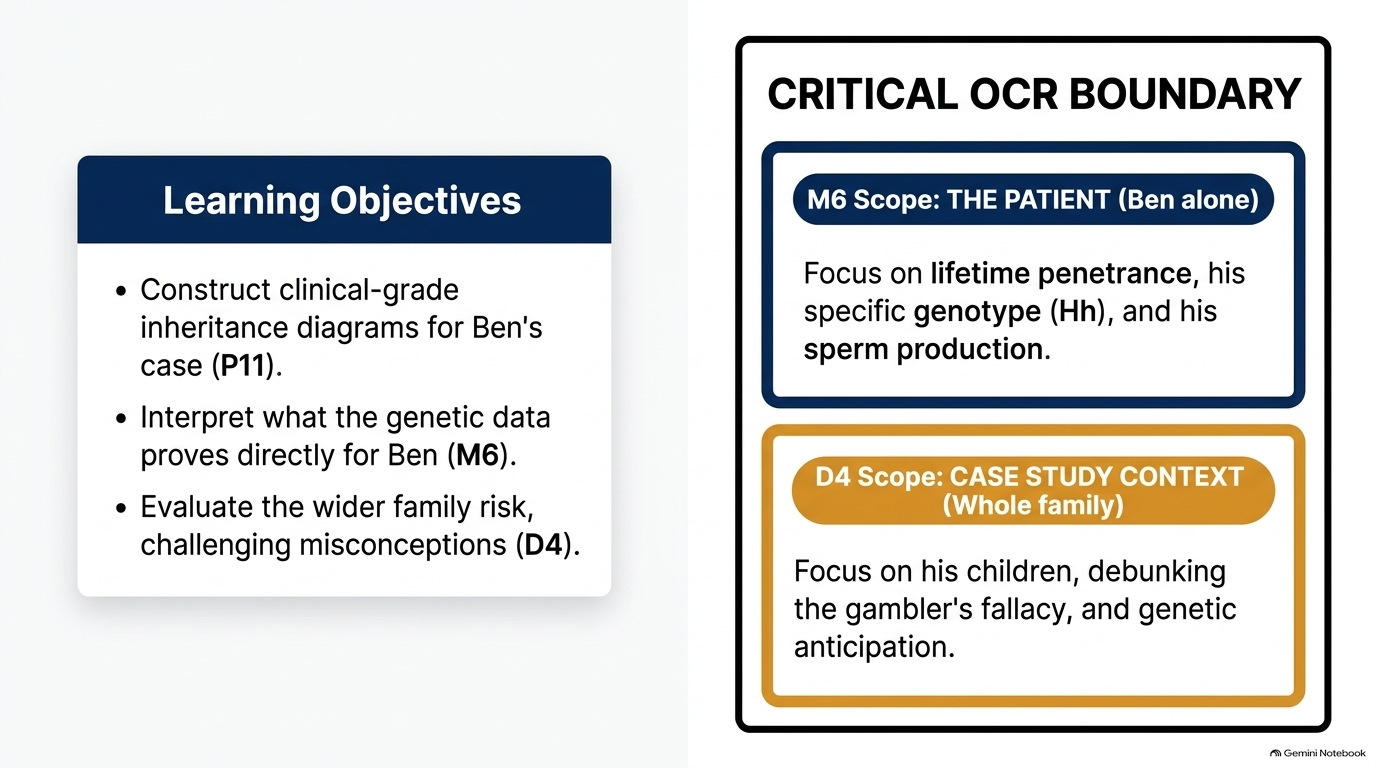 Learning Objectives
• Construct clinical-grade
inheritance diagrams for Ben's
case (P11).
• Interpret what the genetic data
proves directly for Ben (M6).
• Evaluate the wider family risk,
challenging misconceptions (D4).
CRITICAL OCR BOUNDARY
M6 Scope: THE PATIENT (Ben alone)
Focus on lifetime penetrance, his
specific genotype (Hh), and his
sperm production.
D4 Scope: CASE STUDY CONTEXT
(Whole family)
Focus on his children, debunking
the gambler's fallacy, and genetic
anticipation.
Gemini Notebook